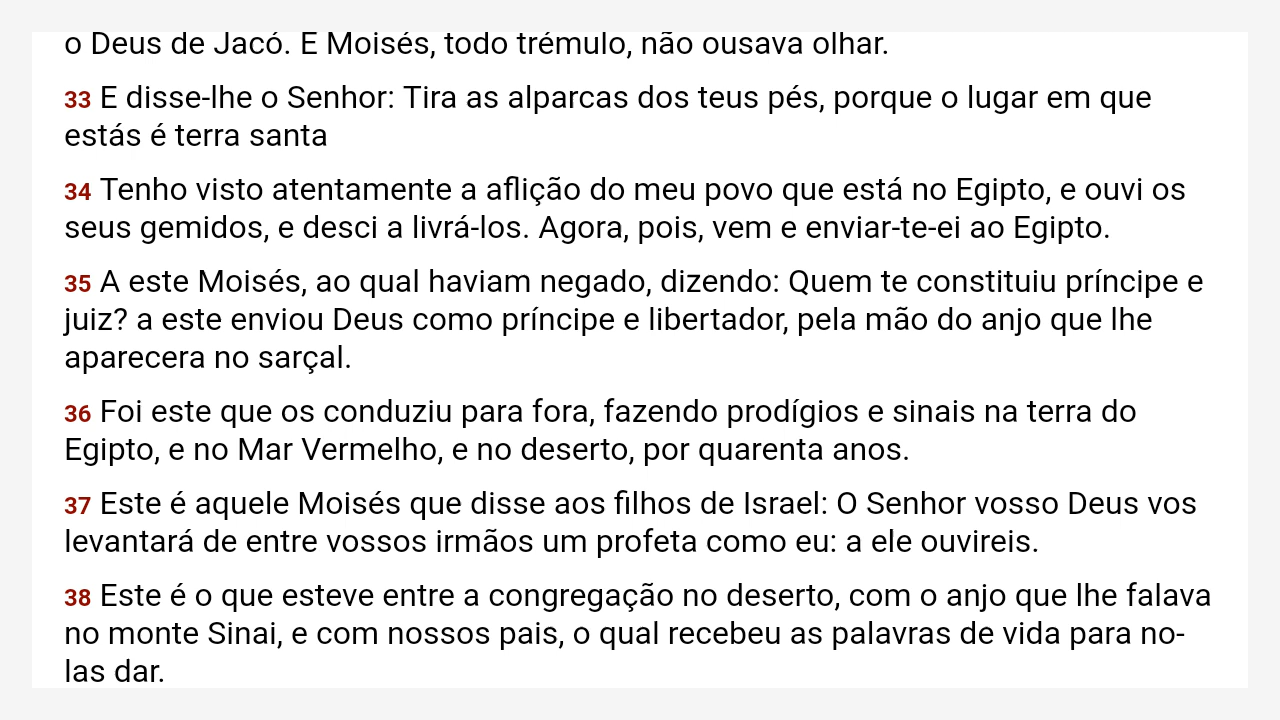 o Deus de Jacó. E Moisés, todo trémulo, não ousava olhar.
33 E disse-lhe o Senhor: Tira as alparcas dos teus pés, porque o lugar em que
estás é terra santa
34 Tenho visto atentamente a aflição do meu povo que está no Egipto, e ouvi os
seus gemidos, e desci a livrá-los. Agora, pois, vem e enviar-te-ei ao Egipto.
35 A este Moisés, ao qual haviam negado, dizendo: Quem te constituiu príncipe e
juiz? a este enviou Deus como príncipe e libertador, pela mão do anjo que lhe
aparecera no sarçal.
36 Foi este que os conduziu para fora, fazendo prodígios e sinais na terra do
Egipto, e no Mar Vermelho, e no deserto, por quarenta anos.
37 Este é aquele Moisés que disse aos filhos de Israel: O Senhor vosso Deus vos
levantará de entre vossos irmãos um profeta como eu: a ele ouvireis.
38 Este é o que esteve entre a congregação no deserto, com o anjo que lhe falava
no monte Sinai, e com nossos pais, o qual recebeu as palavras de vida para no-
las dar.